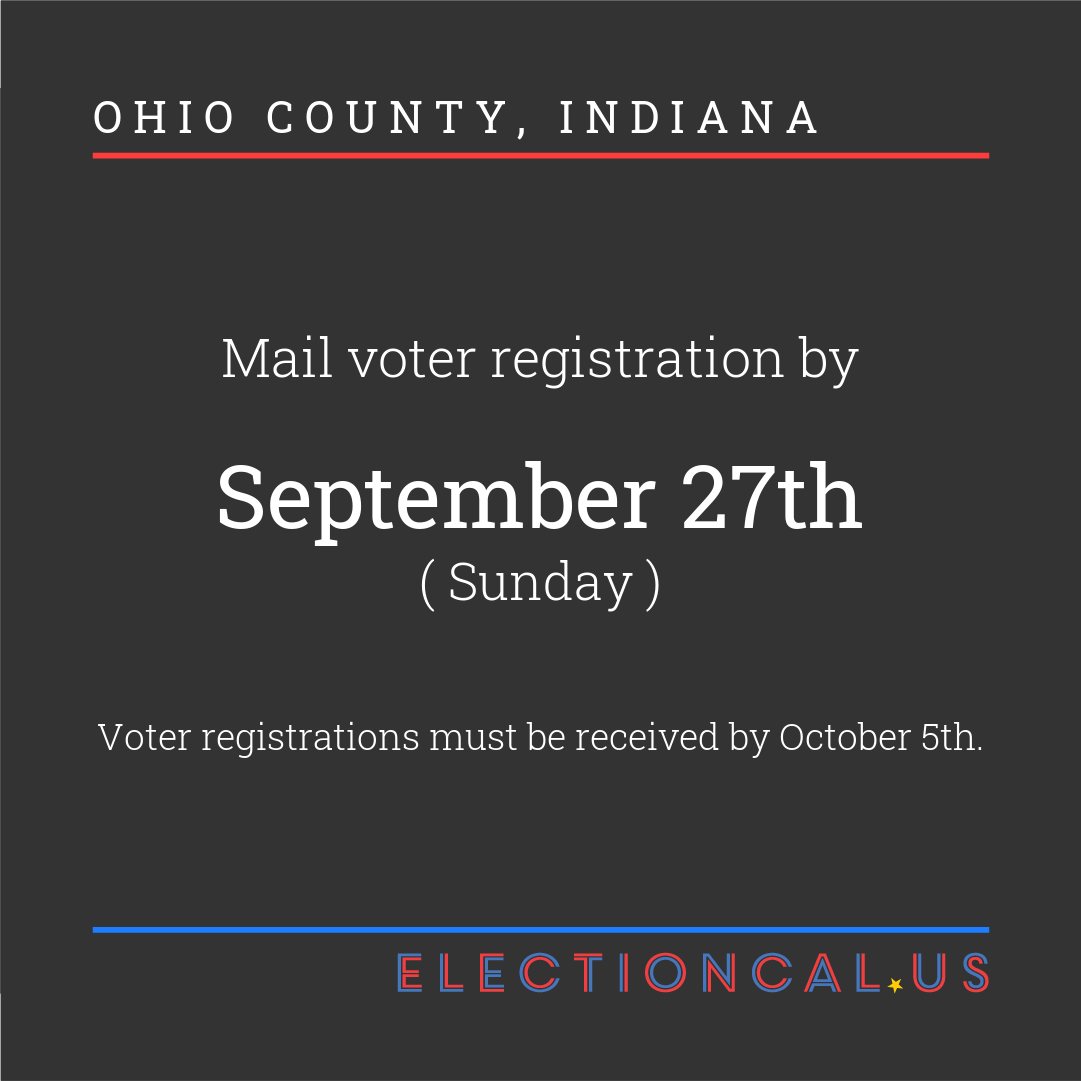 OHIO COUNTY, INDIANA
Mail voter registration by
September 27th
( Sunday )
Voter registrations must be received by October 5th.
ELECTIONCAL.US